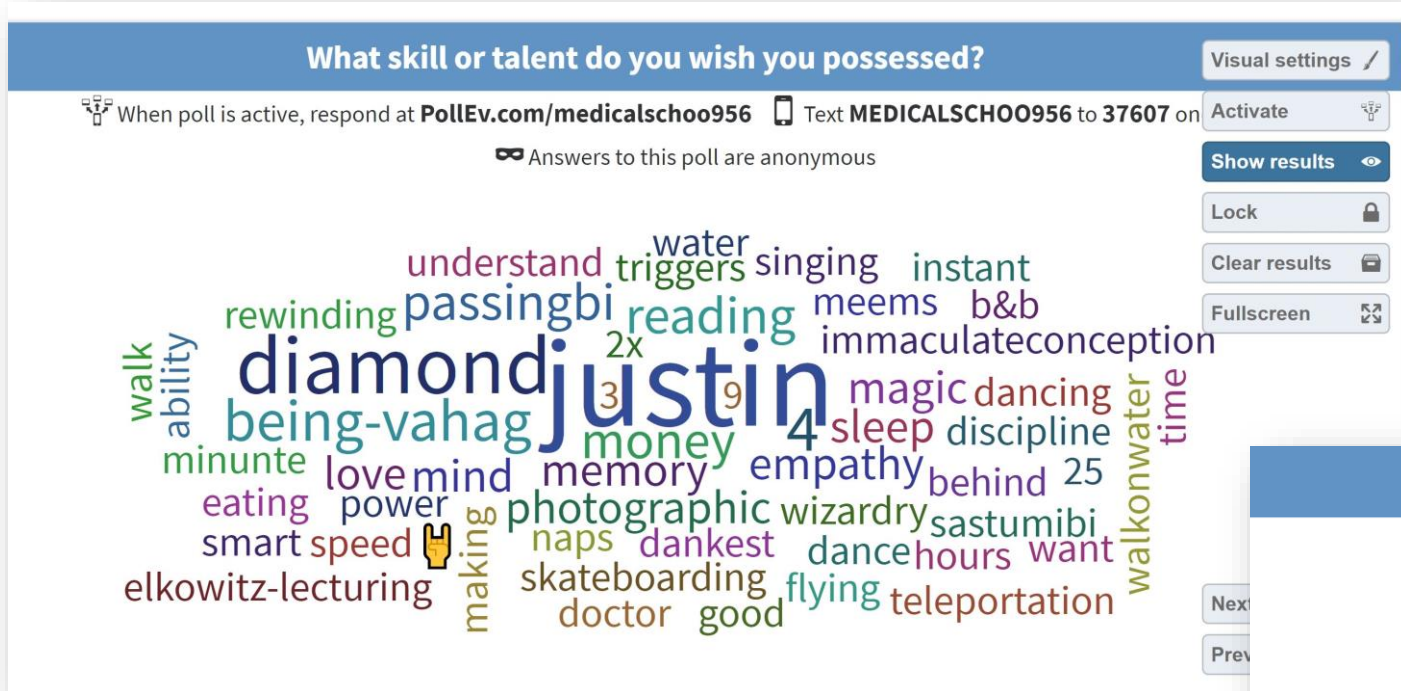 What skill or talent do you wish you possessed?
When poll is active, respond at PollEv.com/medicalschoo956 Text MEDICALSCHOO956 to 37607 on
Answers to this poll are anonymous
Visual settings
Activate
Show results
Lock
Clear results
Fullscreen
water
understand triggers singing instant
rewinding passingbi reading meems b&b
walk ability diamond justin 2x 3 9 immaculateconception
being-vahag money 4 magic dancing
sleep discipline walkonwater time
minunte love mind memory empathy behind 25
eating power photographic wizardry sastumibi
smart speed 🤘 making naps dankest dance hours want
elkowitz-lecturing skateboarding flying teleportation
doctor good
Nex
Prev